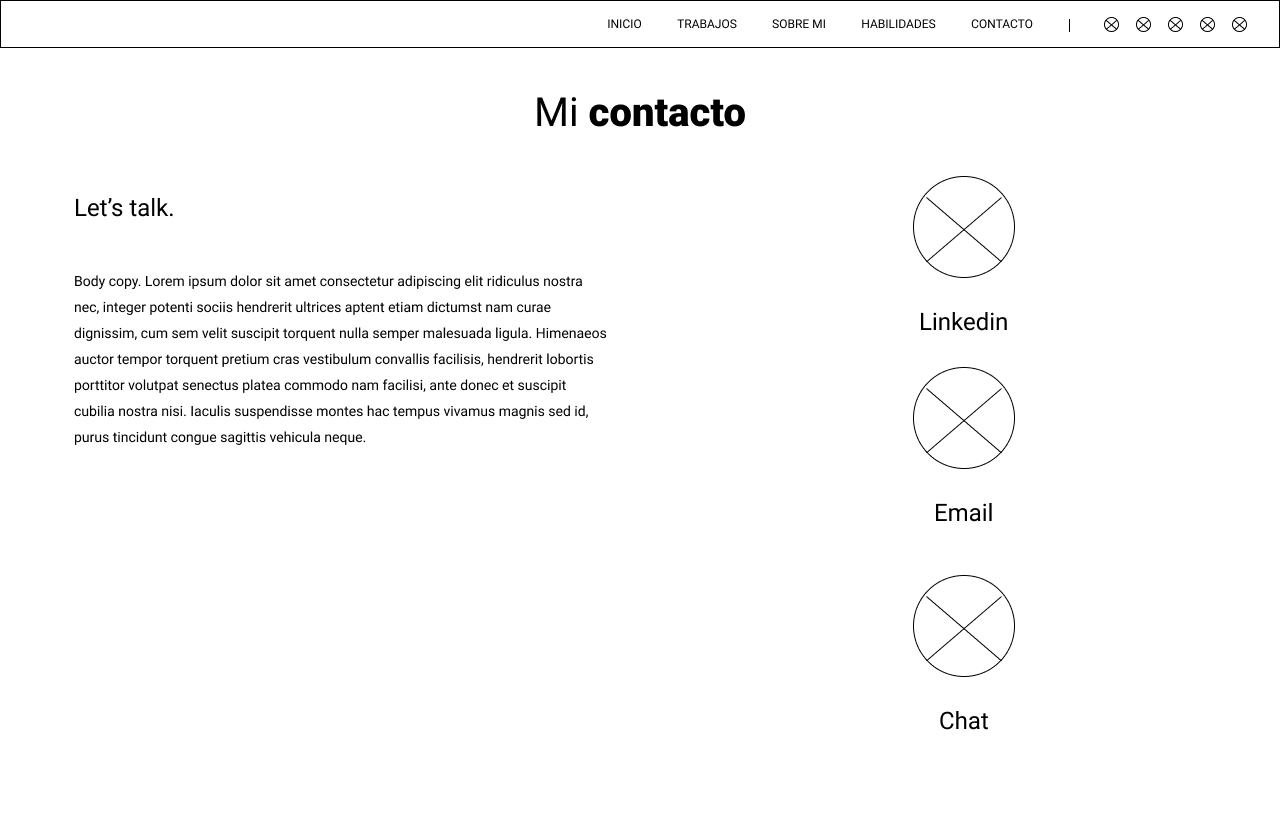 INICIO TRABAJOS SOBRE MI HABILIDADES CONTACTO |
Mi contacto
Let’s talk.
Body copy. Lorem ipsum dolor sit amet consectetur adipiscing elit ridiculus nostra
nec, integer potenti sociis hendrerit ultrices aptent etiam dictumst nam curae
dignissim, cum sem velit suscipit torquent nulla semper malesuada ligula. Himenaeos
auctor tempor torquent pretium cras vestibulum convallis facilisis, hendrerit lobortis
porttitor volutpat senectus platea commodo nam facilisi, ante donec et suscipit
cubilia nostra nisi. Iaculis suspendisse montes hac tempus vivamus magnis sed id,
purus tincidunt congue sagittis vehicula neque.
Linkedin
Email
Chat